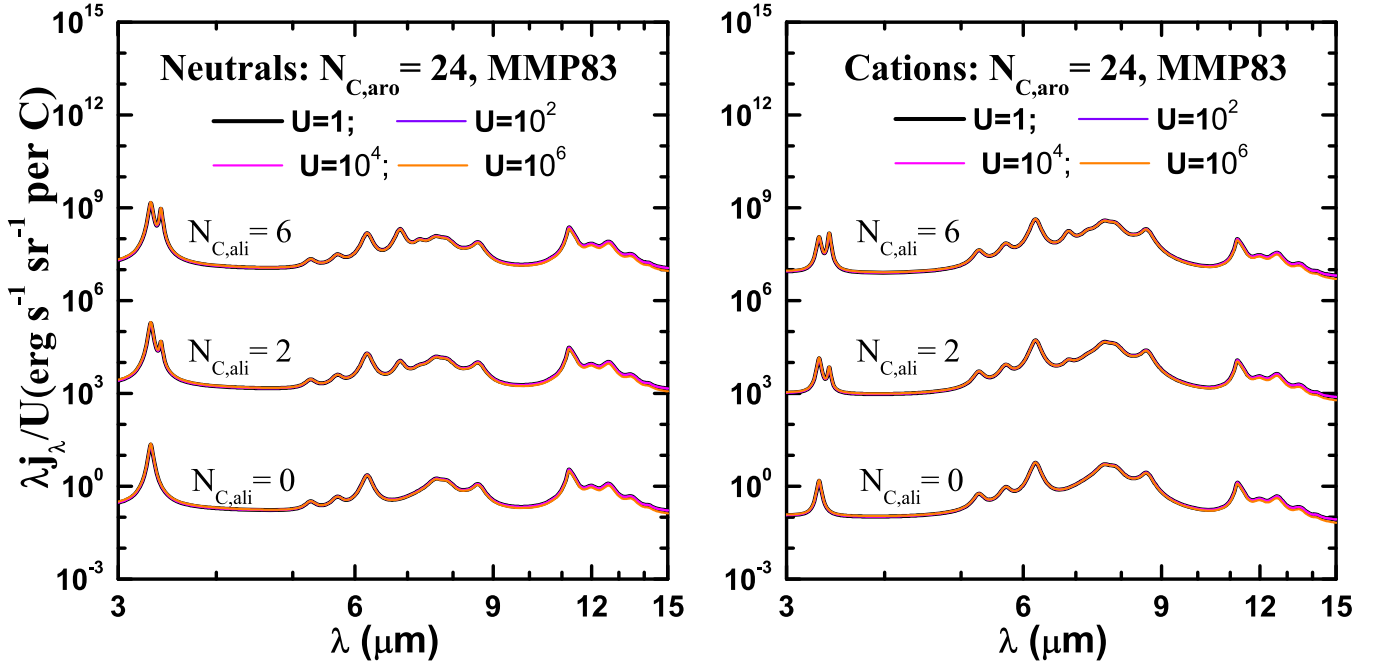 Neutrals: N_C,aro = 24, MMP83
U=1; U=10^2
U=10^4; U=10^6
N_C,ali = 6
N_C,ali = 2
N_C,ali = 0
10^15
10^12
10^9
10^6
10^3
10^0
10^-3
3 6 9 12 15
λ (μm)
λj_λ/U(erg s^-1 sr^-1 per C)
Cations: N_C,aro = 24, MMP83
U=1; U=10^2
U=10^4; U=10^6
N_C,ali = 6
N_C,ali = 2
N_C,ali = 0
10^15
10^12
10^9
10^6
10^3
10^0
10^-3
3 6 9 12 15
λ (μm)